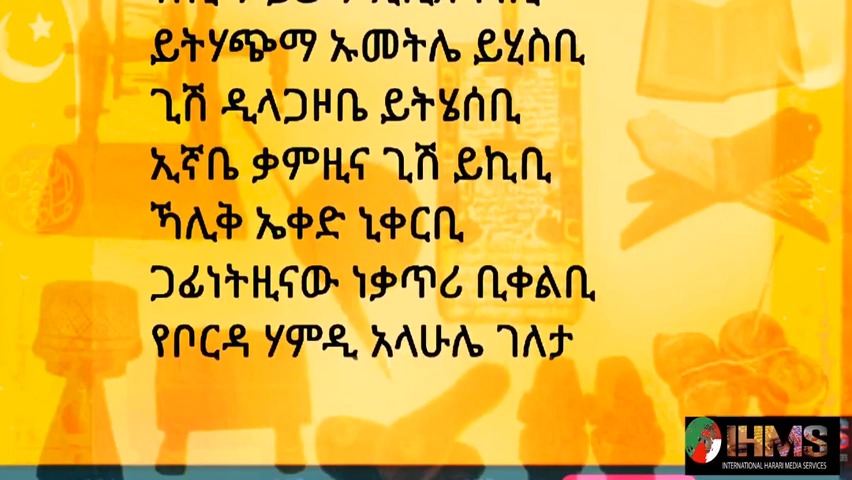 ይትሃጭማ ኡመትሌ ይሂስቢ
ጊሽ ዲላጋዞቤ ይትሄሰቢ
ኢኛቤ ቃምዚና ጊሽ ይኪቢ
ኻሊቅ ኤቀድ ኒቀርቢ
ጋፊነትዚናው ነቃጥሪ ቢቀልቢ
የቦርዳ ሃምዲ አላሁሌ ገለታ
IHMS
INTERNATIONAL HARARI MEDIA SERVICES